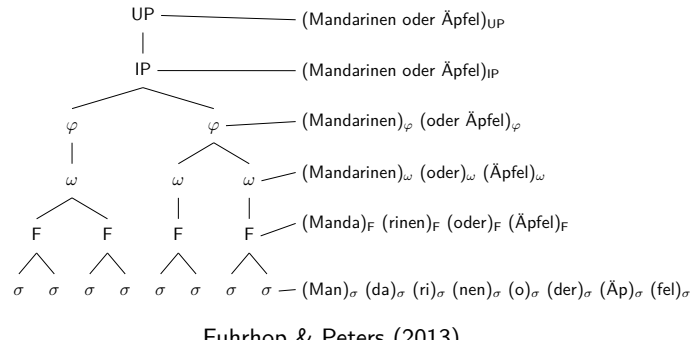 UP (Mandarinen oder Äpfel)UP
IP (Mandarinen oder Äpfel)IP
φ φ (Mandarinen)φ (oder Äpfel)φ
ω ω ω (Mandarinen)ω (oder)ω (Äpfel)ω
F F F F (Manda)F (rinen)F (oder)F (Äpfel)F
σ σ σ σ σ σ σ σ (Man)σ (da)σ (ri)σ (nen)σ (o)σ (der)σ (Äp)σ (fel)σ
Fuhrhop & Peters (2013)